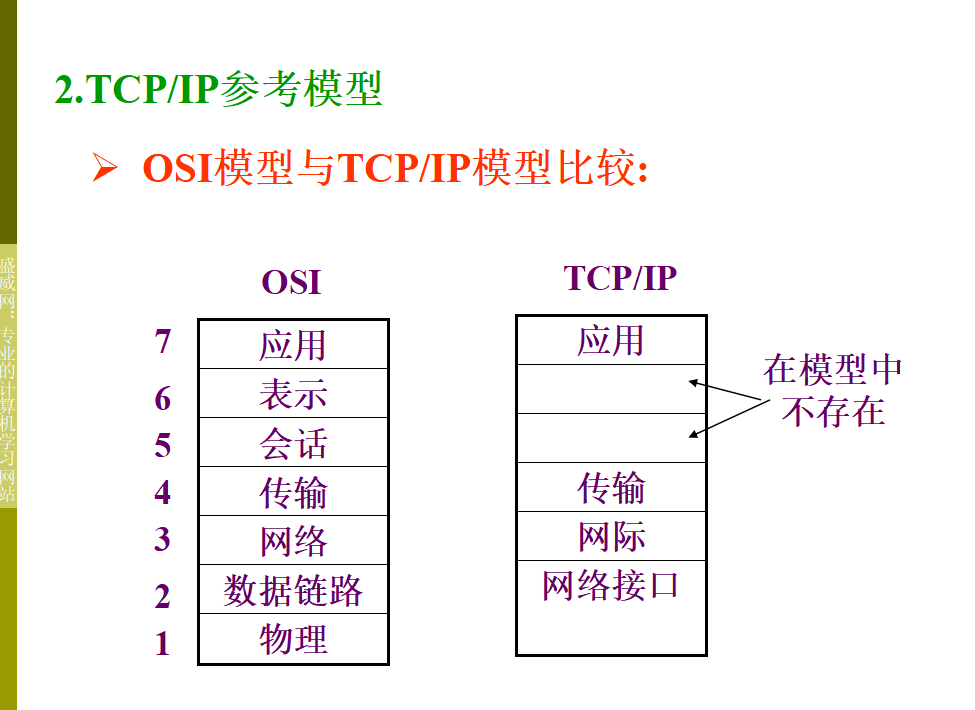 2.TCP/IP参考模型
OSI模型与TCP/IP模型比较:
OSI
TCP/IP
7 应用
6 表示
5 会话
4 传输
3 网络
2 数据链路
1 物理
应用
传输
网际
网络接口
在模型中
不存在
盛威网：专业的计算机学习网站